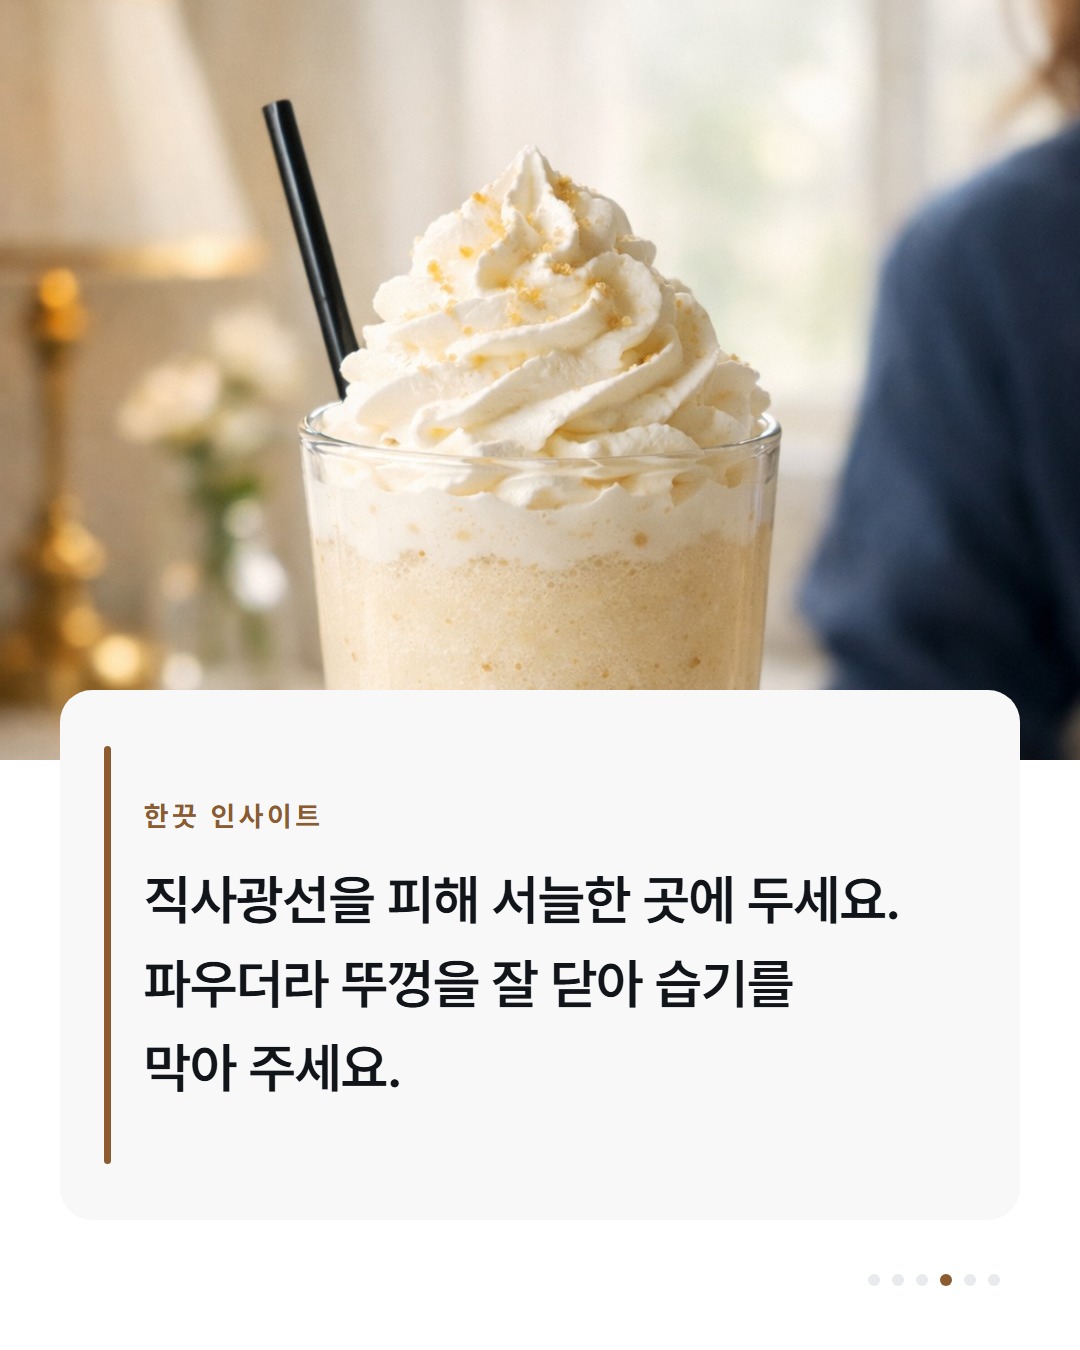 한끗 인사이트
직사광선을 피해 서늘한 곳에 두세요.
파우더라 뚜껑을 잘 닫아 습기를
막아 주세요.